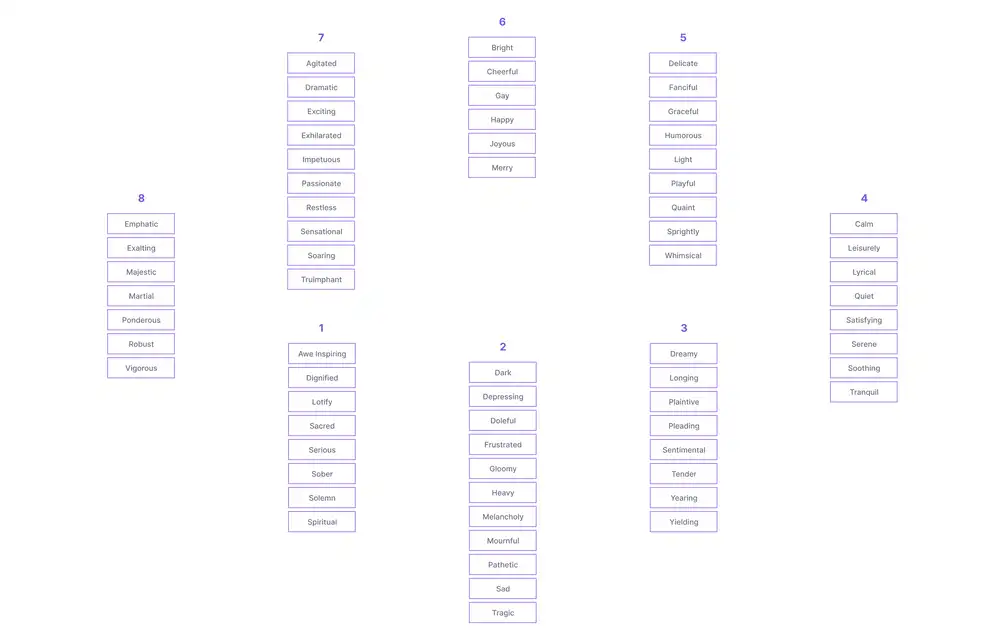 6
Bright
Cheerful
Gay
Happy
Joyous
Merry
7
Agitated
Dramatic
Exciting
Exhilarated
Impetuous
Passionate
Restless
Sensational
Soaring
Truimphant
5
Delicate
Fanciful
Graceful
Humorous
Light
Playful
Quaint
Sprightly
Whimsical
8
Emphatic
Exalting
Majestic
Martial
Ponderous
Robust
Vigorous
4
Calm
Leisurely
Lyrical
Quiet
Satisfying
Serene
Soothing
Tranquil
1
Awe Inspiring
Dignified
Lotify
Sacred
Serious
Sober
Solemn
Spiritual
2
Dark
Depressing
Doleful
Frustrated
Gloomy
Heavy
Melancholy
Mournful
Pathetic
Sad
Tragic
3
Dreamy
Longing
Plaintive
Pleading
Sentimental
Tender
Yearing
Yielding